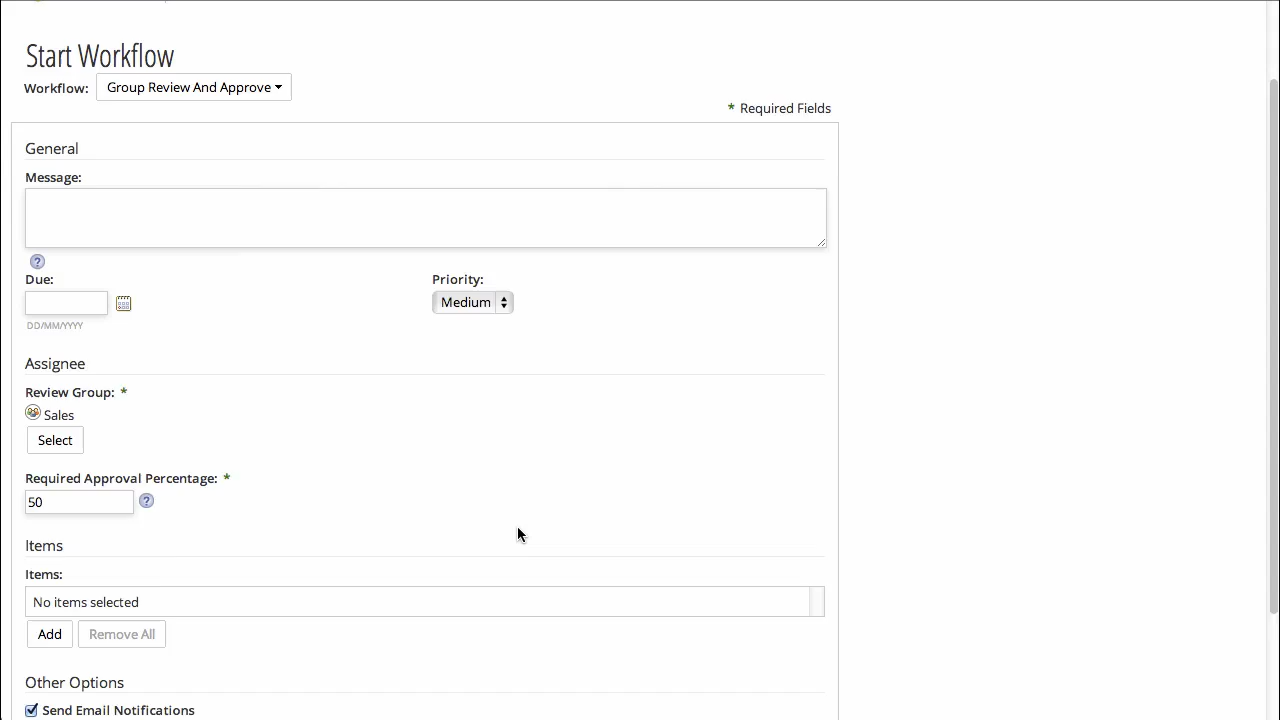 Start Workflow
Workflow: Group Review And Approve
* Required Fields
General
Message:
?
Due: Priority:
Medium
DD/MM/YYYY
Assignee
Review Group: *
Sales
Select
Required Approval Percentage: *
50 ?
Items
Items:
No items selected
Add Remove All
Other Options
Send Email Notifications